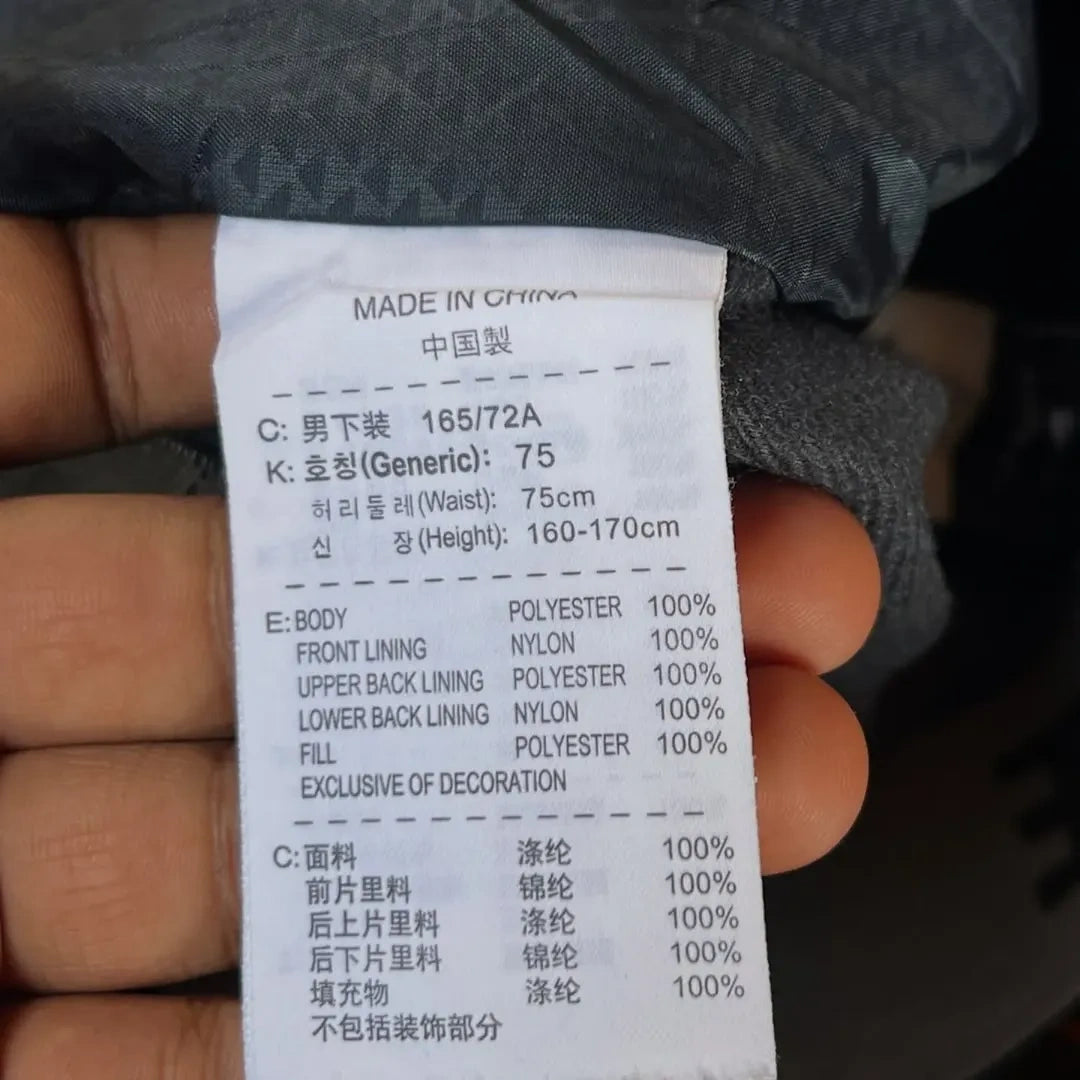 MADE IN CHINA
中国製
C: 男下装 165/72A
K: 호칭(Generic): 75
허리둘레(Waist): 75cm
신 장(Height): 160-170cm
E: BODY POLYESTER 100%
FRONT LINING NYLON 100%
UPPER BACK LINING POLYESTER 100%
LOWER BACK LINING NYLON 100%
FILL POLYESTER 100%
EXCLUSIVE OF DECORATION
C: 面料 涤纶 100%
前片里料 锦纶 100%
后上片里料 涤纶 100%
后下片里料 锦纶 100%
填充物 涤纶 100%
不包括装饰部分